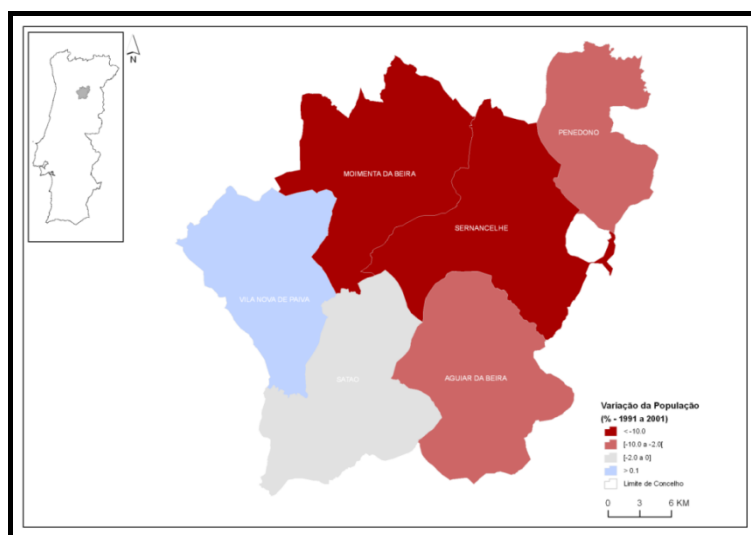 N
PENEDONO
MOIMENTA DA BEIRA
SERNANCELHE
VILA NOVA DE PAIVA
SATAO
AGUIAR DA BEIRA
Variação da População
(% - 1991 a 2001)
< -10.0
[-10.0 a -2.0[
[-2.0 a 0]
> 0.1
Limite de Concelho
0 3 6 KM